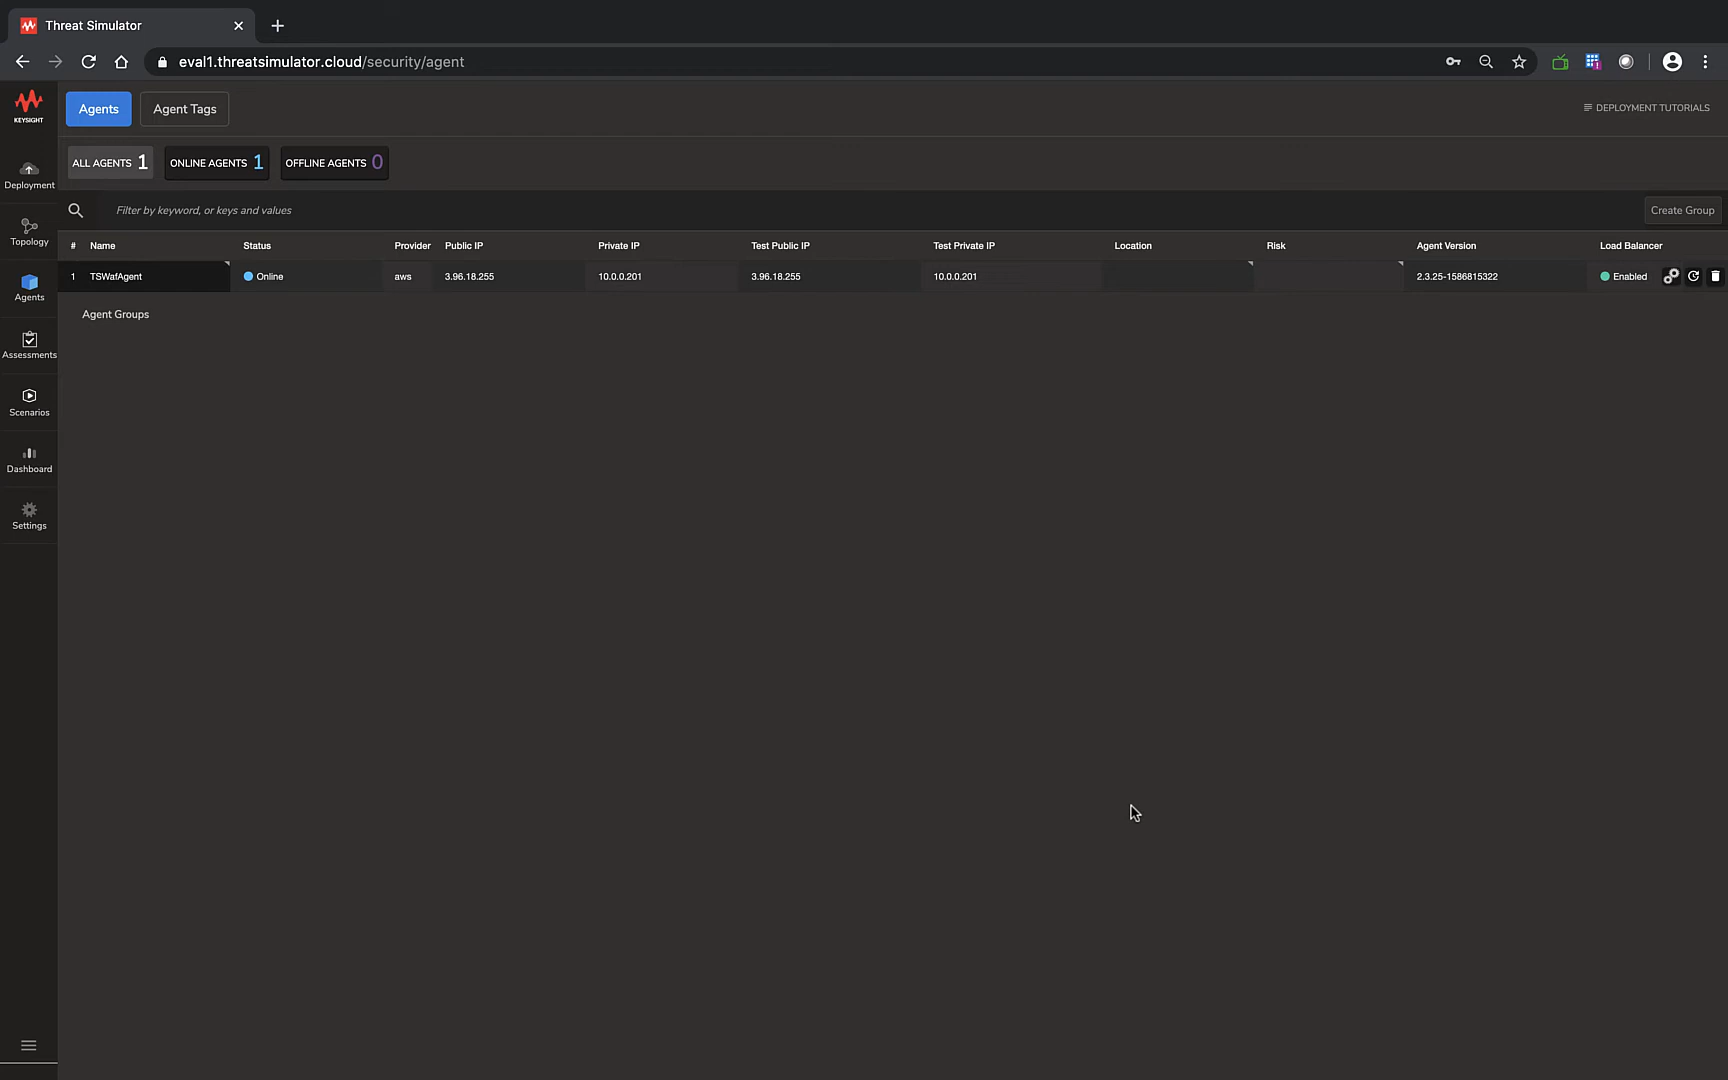 Threat Simulator
eval1.threatsimulator.cloud/security/agent
KEYSIGHT
Agents Agent Tags DEPLOYMENT TUTORIALS
ALL AGENTS 1 ONLINE AGENTS 1 OFFLINE AGENTS 0
Deployment
Filter by keyword, or keys and values Create Group
Topology
# Name Status Provider Public IP Private IP Test Public IP Test Private IP Location Risk Agent Version Load Balancer
1 TSWafAgent Online aws 3.96.18.255 10.0.0.201 3.96.18.255 10.0.0.201 2.3.25-1586815322 Enabled
Agents
Agent Groups
Assessments
Scenarios
Dashboard
Settings